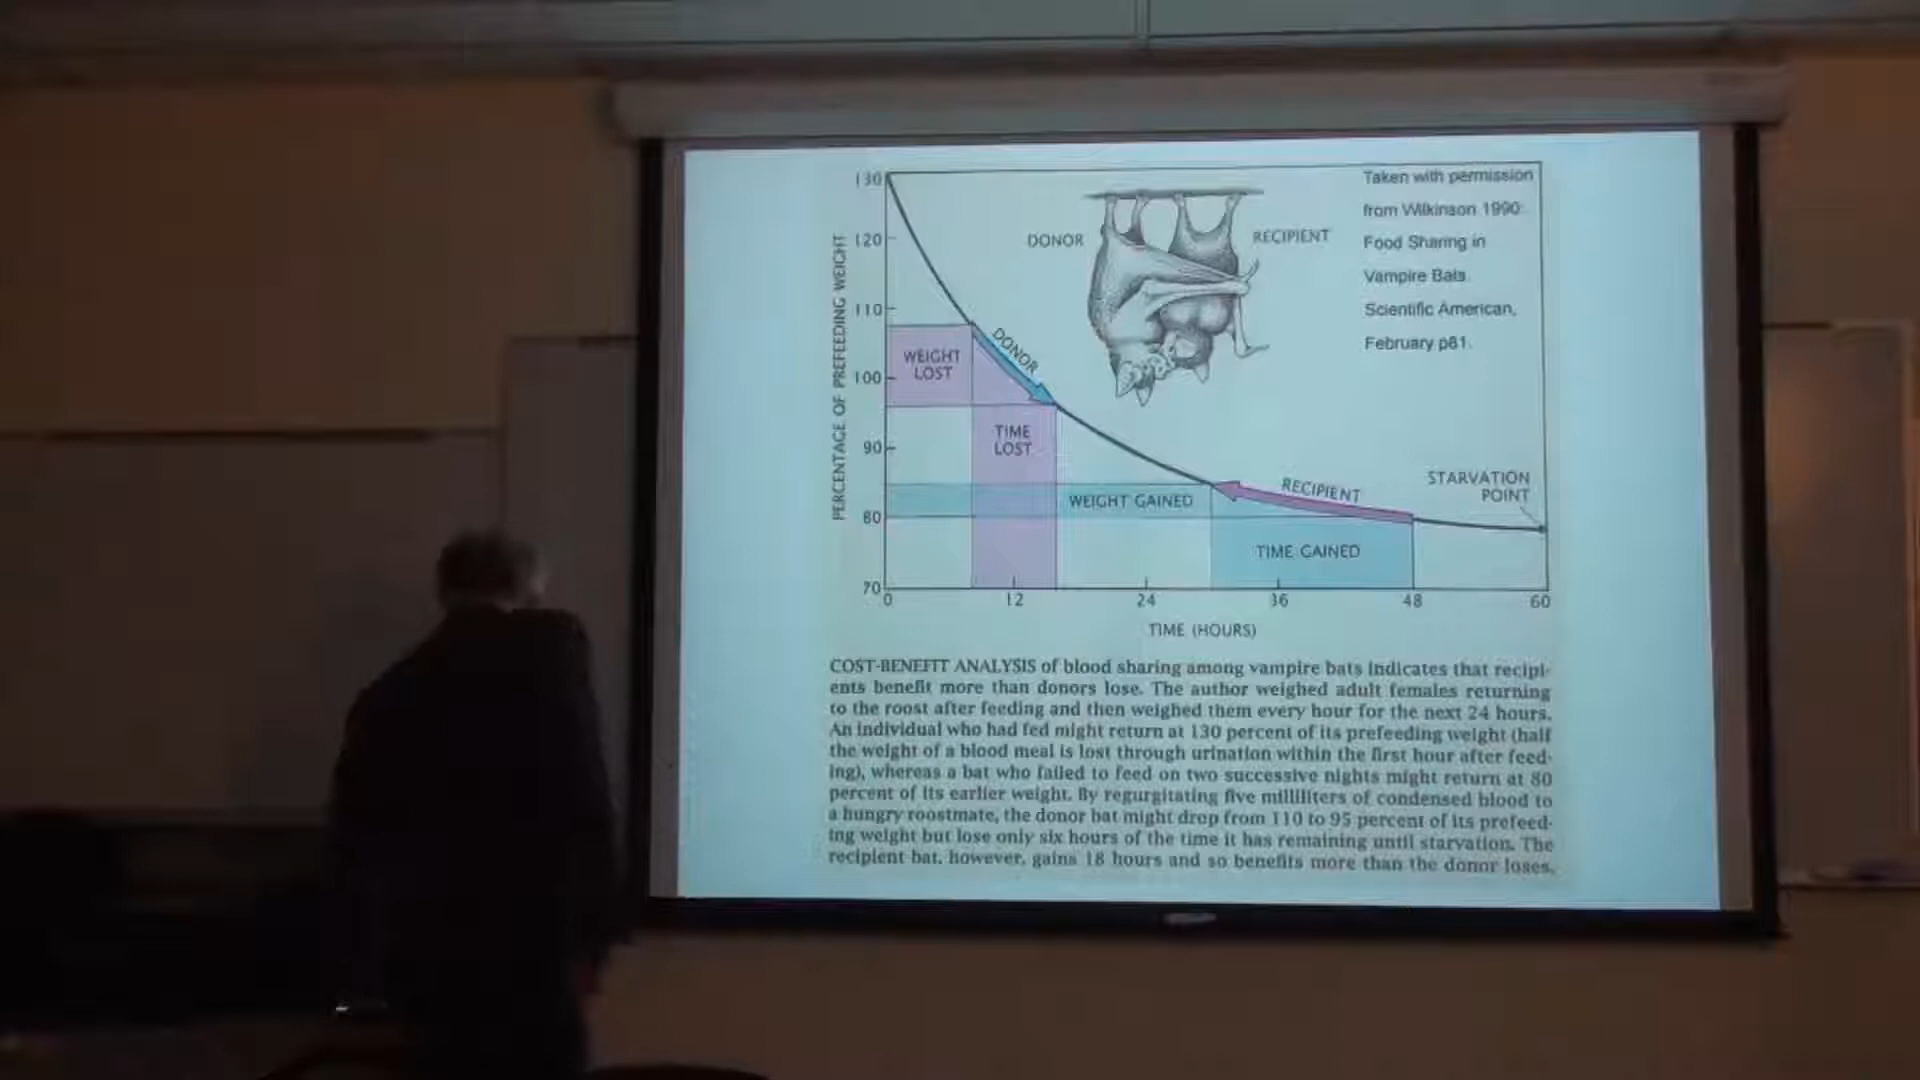 130
Taken with permission
from Wilkinson 1990:
DONOR
RECIPIENT
120
Food Sharing in
Vampire Bats.
110
Scientific American,
February p81.
DONOR
WEIGHT
LOST
100
PERCENTAGE OF PREFEEDING WEIGHT
TIME
LOST
90
STARVATION
POINT
RECIPIENT
WEIGHT GAINED
80
TIME GAINED
70
0 12 24 36 48 60
TIME (HOURS)
COST-BENEFIT ANALYSIS of blood sharing among vampire bats indicates that recipi-
ents benefit more than donors lose. The author weighed adult females returning
to the roost after feeding and then weighed them every hour for the next 24 hours.
An individual who had fed might return at 130 percent of its prefeeding weight (half
the weight of a blood meal is lost through urination within the first hour after feed-
ing), whereas a bat who failed to feed on two successive nights might return at 80
percent of its earlier weight. By regurgitating five milliliters of condensed blood to
a hungry roostmate, the donor bat might drop from 110 to 95 percent of its prefeed-
ing weight but lose only six hours of the time it has remaining until starvation. The
recipient bat, however, gains 18 hours and so benefits more than the donor loses.